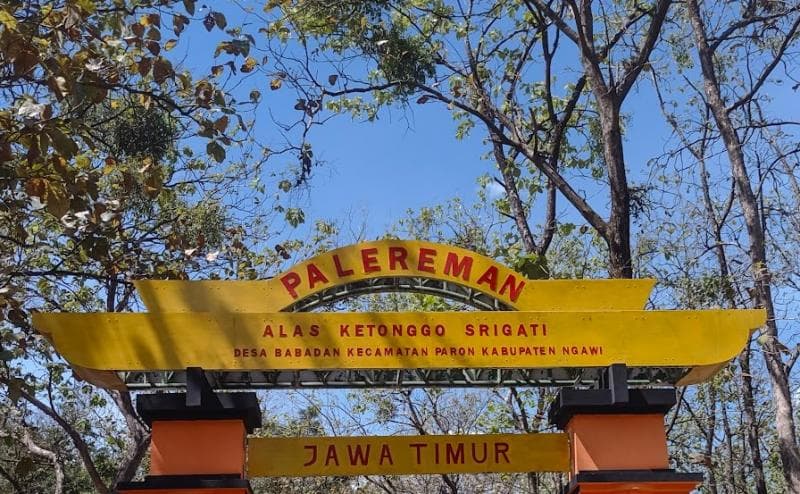 PALEREMAN
ALAS KETONGGO SRIGATI
DESA BABADAN KECAMATAN PARON KABUPATEN NGAWI
JAWA TIMUR